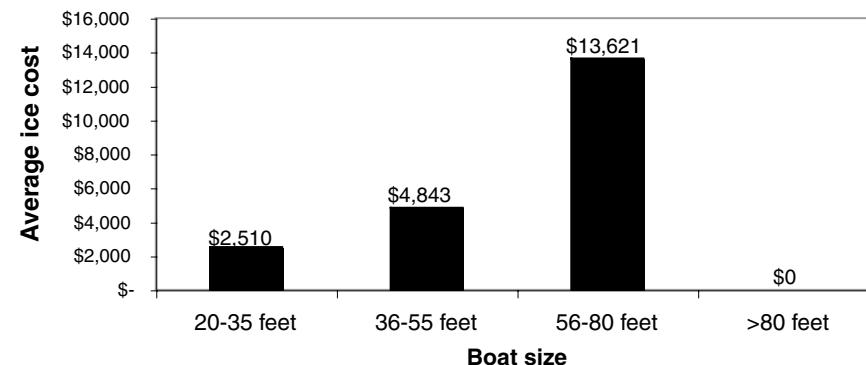 Average ice cost
$16,000
$14,000
$12,000
$10,000
$8,000
$6,000
$4,000
$2,000
$-
$2,510
$4,843
$13,621
$0
20-35 feet
36-55 feet
56-80 feet
>80 feet
Boat size